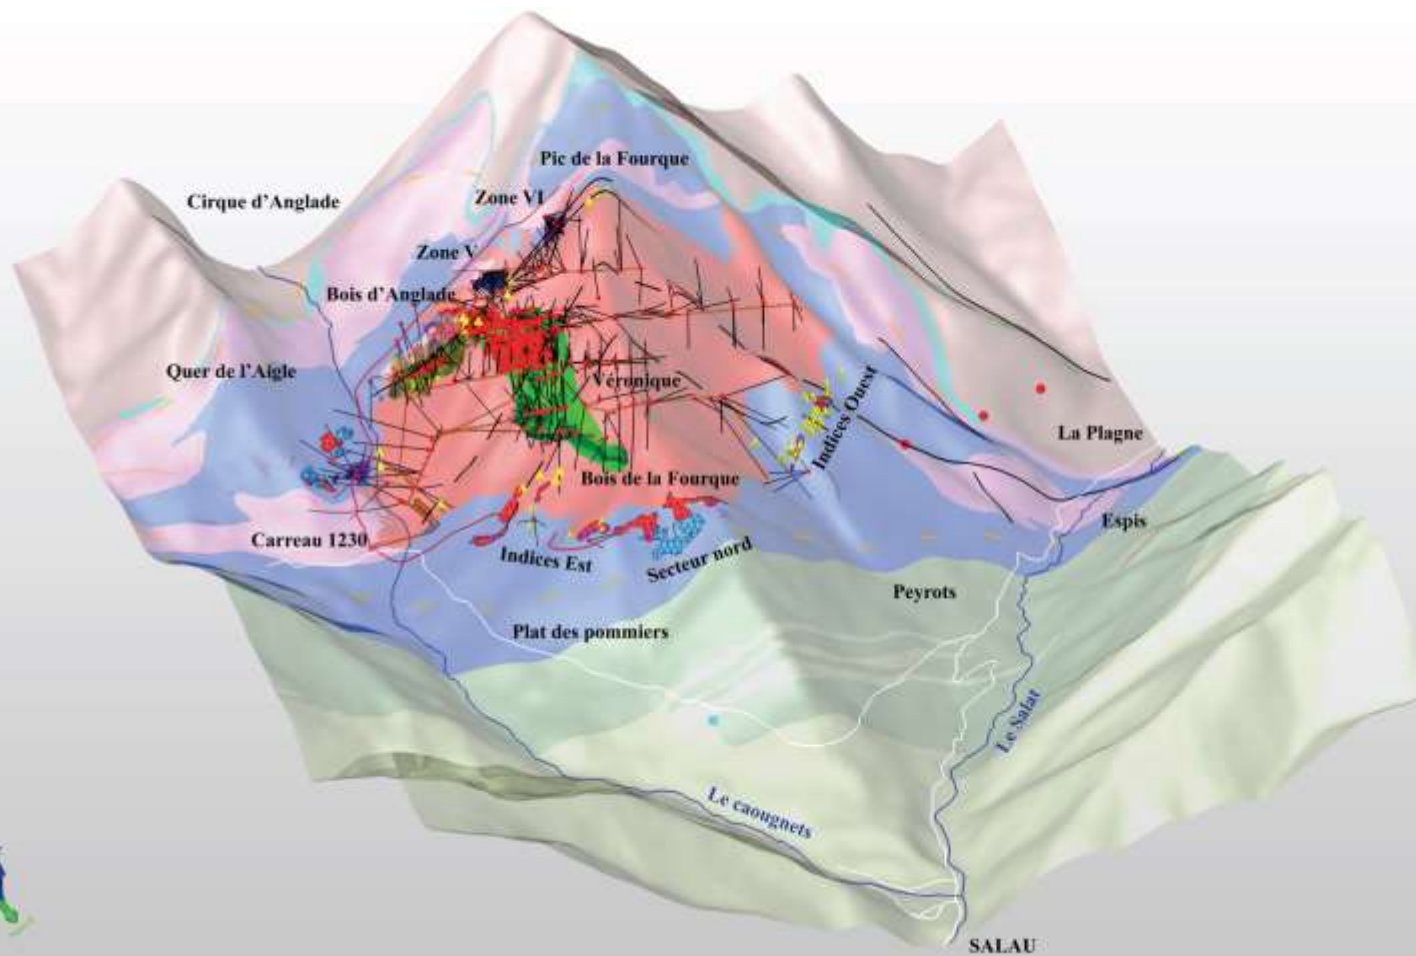 Pic de la Fourque
Cirque d'Anglade
Zone VI
Zone V
Bois d'Anglade
Quer de l'Aigle
Véronique
Indices Ouest
La Plagne
Bois de la Fourque
Espis
Carreau 1230
Indices Est
Secteur nord
Peyrots
Plat des pommiers
Le Salat
Le caougnets
SALAU